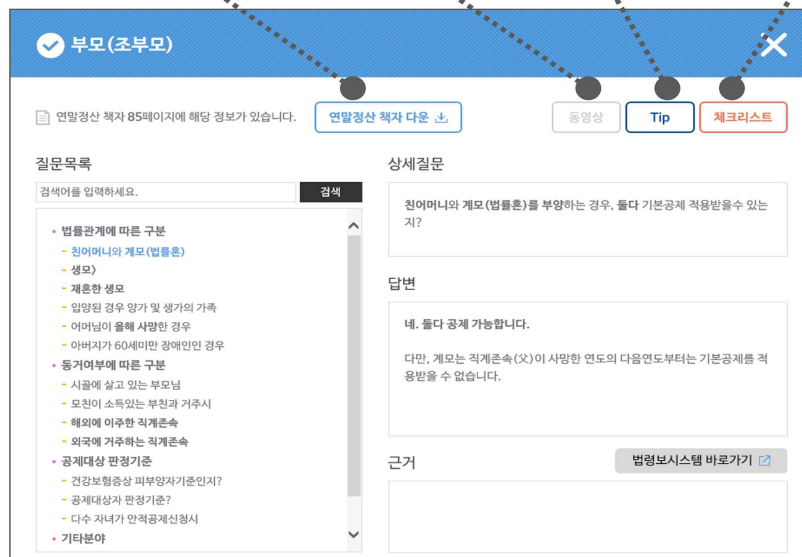 부모(조부모)
연말정산 책자 85페이지에 해당 정보가 있습니다.
연말정산 책자 다운
동영상
Tip
체크리스트
질문목록
검색어를 입력하세요.
검색
• 법률관계에 따른 구분
- 친어머니와 계모(법률혼)
- 생모〉
- 재혼한 생모
- 입양된 경우 양가 및 생가의 가족
- 어머님이 올해 사망한 경우
- 아버지가 60세미만 장애인인 경우
• 동거여부에 따른 구분
- 시골에 살고 있는 부모님
- 모친이 소득있는 부친과 거주시
- 해외에 이주한 직계존속
- 외국에 거주하는 직계존속
• 공제대상 판정기준
- 건강보험증상 피부양자기준인지?
- 공제대상자 판정기준?
- 다수 자녀가 안적공제신청시
• 기타분야
상세질문
친어머니와 계모(법률혼)를 부양하는 경우, 둘다 기본공제 적용받을수 있는
지?
답변
네. 둘다 공제 가능합니다.
다만, 계모는 직계존속(父)이 사망한 연도의 다음연도부터는 기본공제를 적
용받을 수 없습니다.
근거
법령보시스템 바로가기